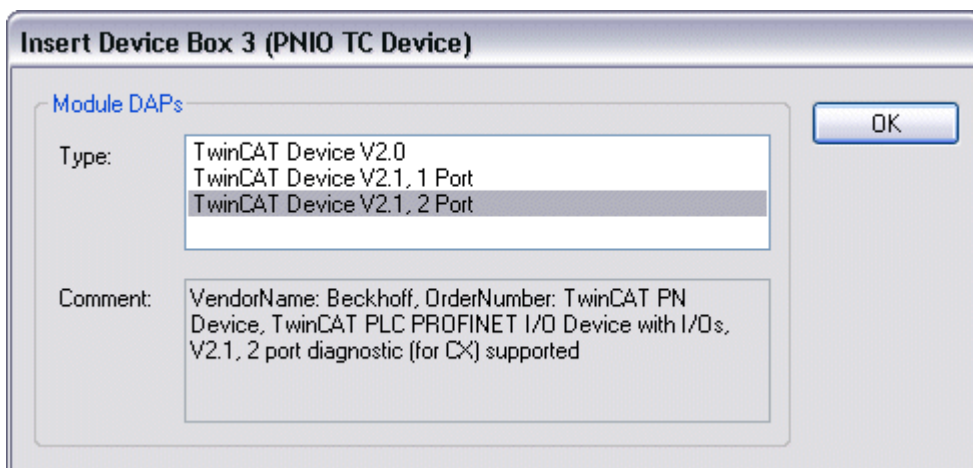 Insert Device Box 3 (PNIO TC Device)
Module DAPs
OK
Type:
TwinCAT Device V2.0
TwinCAT Device V2.1, 1 Port
TwinCAT Device V2.1, 2 Port
Comment:
VendorName: Beckhoff, OrderNumber: TwinCAT PN
Device, TwinCAT PLC PROFINET I/O Device with I/Os,
V2.1, 2 port diagnostic (for CX) supported